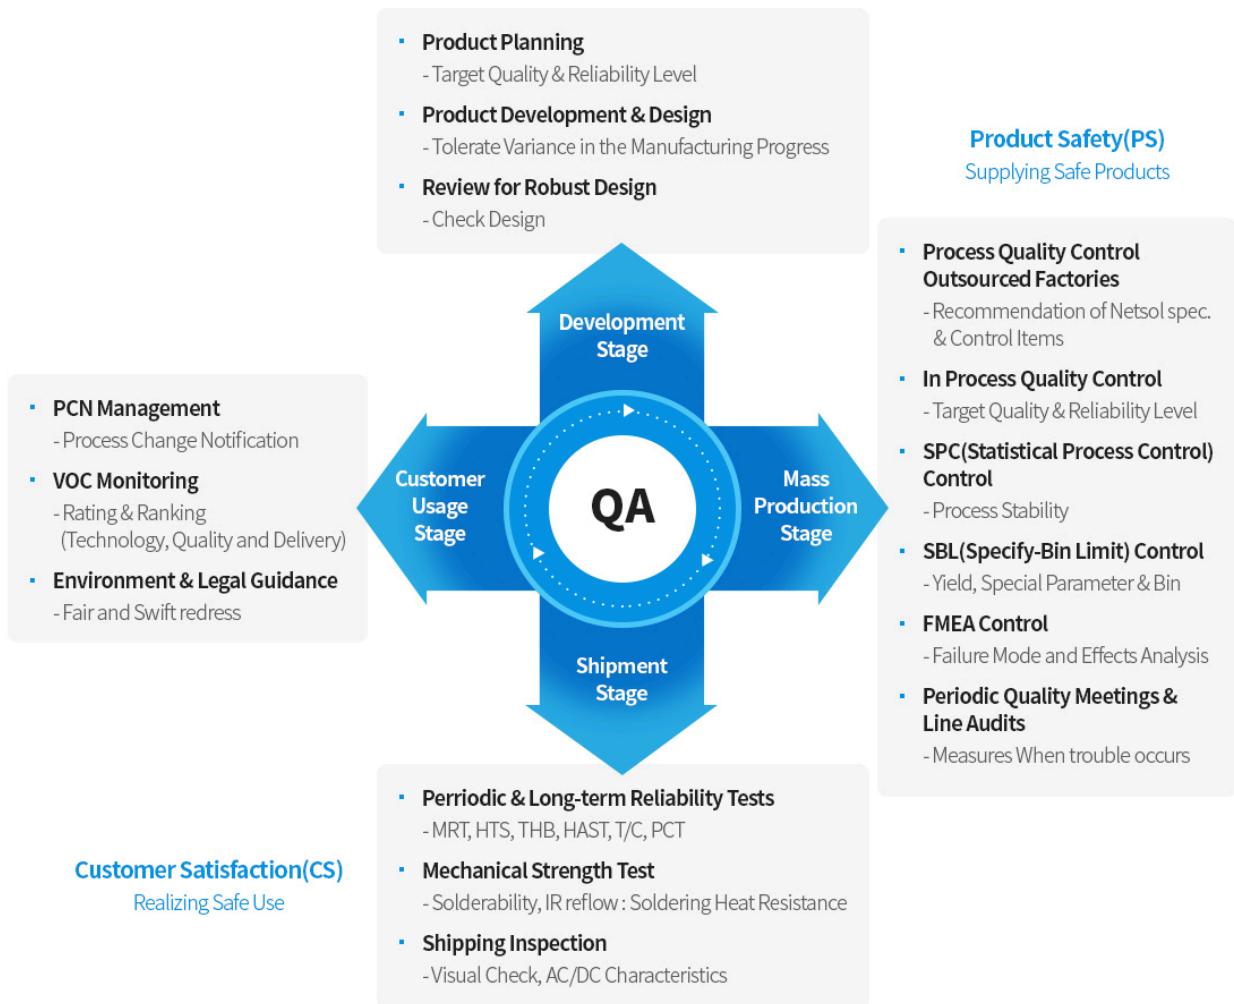 · Product Planning
- Target Quality & Reliability Level
· Product Development & Design
- Tolerate Variance in the Manufacturing Progress
· Review for Robust Design
- Check Design
Product Safety(PS)
Supplying Safe Products
· Process Quality Control
Outsourced Factories
- Recommendation of Netsol spec.
& Control Items
· In Process Quality Control
- Target Quality & Reliability Level
· SPC(Statistical Process Control)
Control
- Process Stability
· SBL(Specify-Bin Limit) Control
- Yield, Special Parameter & Bin
· FMEA Control
- Failure Mode and Effects Analysis
· Periodic Quality Meetings &
Line Audits
- Measures When trouble occurs
Development
Stage
Customer
Usage
Stage
QA
Mass
Production
Stage
Shipment
Stage
· PCN Management
- Process Change Notification
· VOC Monitoring
- Rating & Ranking
(Technology, Quality and Delivery)
· Environment & Legal Guidance
- Fair and Swift redress
Customer Satisfaction(CS)
Realizing Safe Use
· Perriodic & Long-term Reliability Tests
- MRT, HTS, THB, HAST, T/C, PCT
· Mechanical Strength Test
- Solderability, IR reflow : Soldering Heat Resistance
· Shipping Inspection
- Visual Check, AC/DC Characteristics